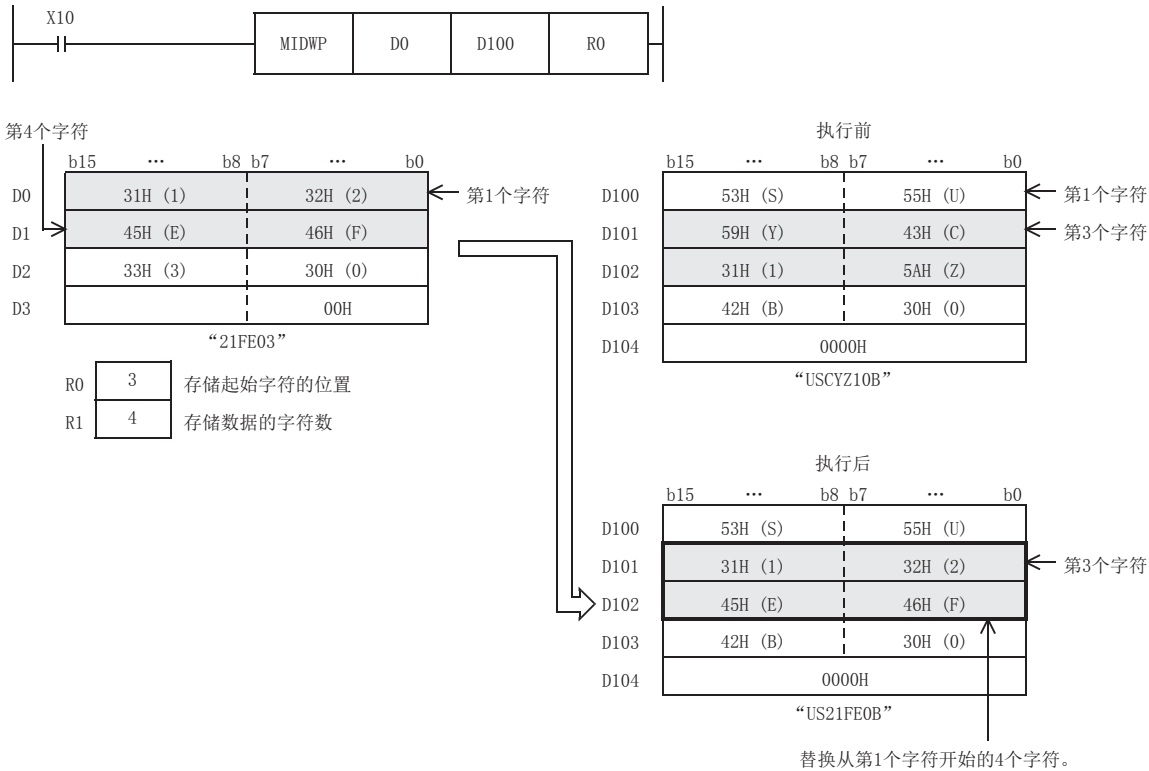 X10
MIDWP D0 D100 R0
第4个字符
b15 … b8 b7 … b0
D0 31H (1) 32H (2) 第1个字符
D1 45H (E) 46H (F)
D2 33H (3) 30H (0)
D3 00H
“21FE03”
R0 3 存储起始字符的位置
R1 4 存储数据的字符数
执行前
b15 … b8 b7 … b0
D100 53H (S) 55H (U) 第1个字符
D101 59H (Y) 43H (C) 第3个字符
D102 31H (1) 5AH (Z)
D103 42H (B) 30H (0)
D104 0000H
“USCYZ10B”
执行后
b15 … b8 b7 … b0
D100 53H (S) 55H (U)
D101 31H (1) 32H (2) 第3个字符
D102 45H (E) 46H (F)
D103 42H (B) 30H (0)
D104 0000H
“US21FE0B”
替换从第1个字符开始的4个字符。